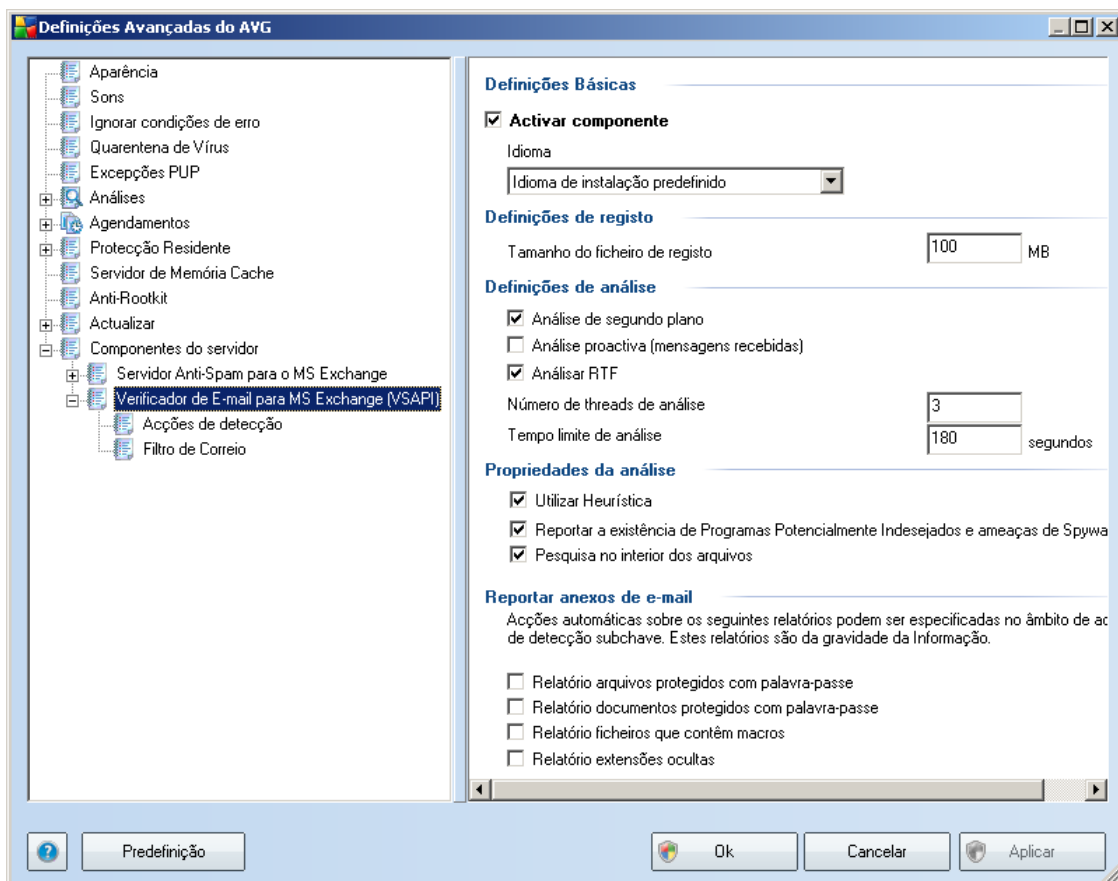 Definições Avançadas do AVG
Aparência
Sons
Ignorar condições de erro
Quarentena de Vírus
Excepções PUP
Análises
Agendamentos
Protecção Residente
Servidor de Memória Cache
Anti-Rootkit
Actualizar
Componentes do servidor
Servidor Anti-Spam para o MS Exchange
Verificador de E-mail para MS Exchange (VSAPI)
Acções de detecção
Filtro de Correio
Definições Básicas
Activar componente
Idioma
Idioma de instalação predefinido
Definições de registo
Tamanho do ficheiro de registo 100 MB
Definições de análise
Análise de segundo plano
Análise proactiva (mensagens recebidas)
Análisar RTF
Número de threads de análise 3
Tempo limite de análise 180 segundos
Propriedades da análise
Utilizar Heurística
Reportar a existência de Programas Potencialmente Indesejados e ameaças de Spywa
Pesquisa no interior dos arquivos
Reportar anexos de e-mail
Acções automáticas sobre os seguintes relatórios podem ser especificadas no âmbito de ac
de detecção subchave. Estes relatórios são da gravidade da Informação.
Relatório arquivos protegidos com palavra-passe
Relatório documentos protegidos com palavra-passe
Relatório ficheiros que contêm macros
Relatório extensões ocultas
Predefinição Ok Cancelar Aplicar